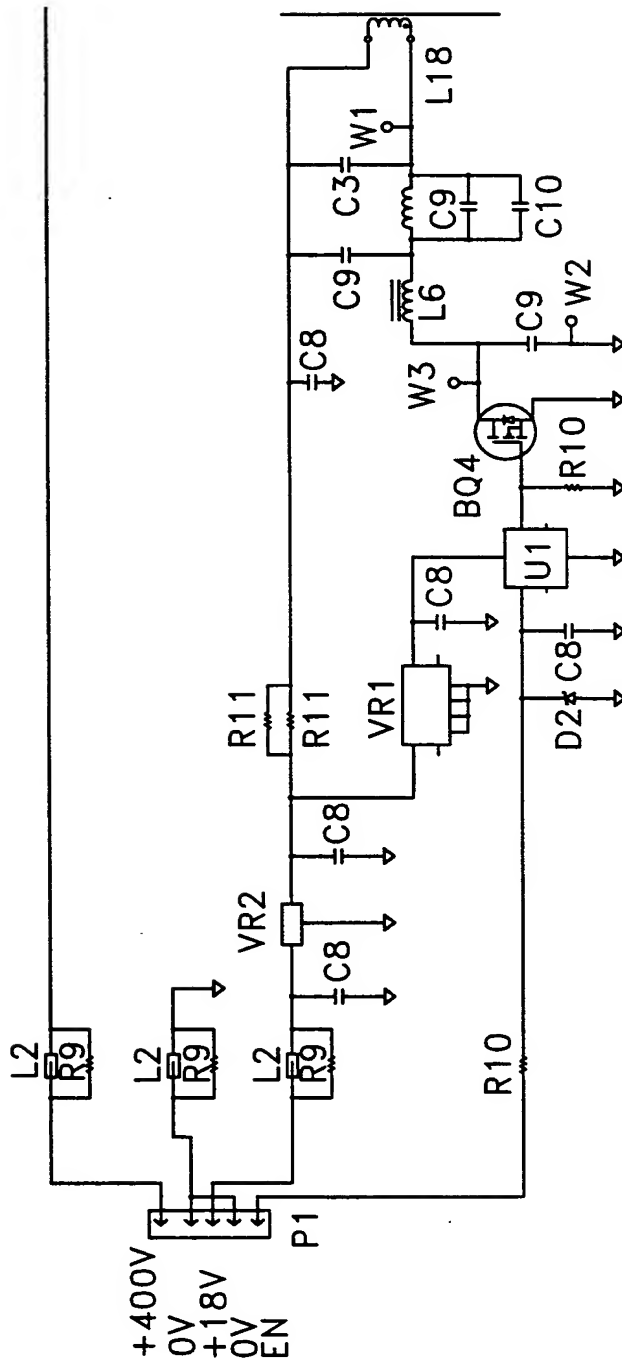 L18
W1
C3
C9
C10
C9
L6
C9
W2
C8
W3
BQ4
R10
U1
C8
R11
R11
VR1
C8
D2
C8
VR2
C8
L2
R9
L2
R9
L2
R9
R10
P1
+400V
0V
+18V
0V
EN